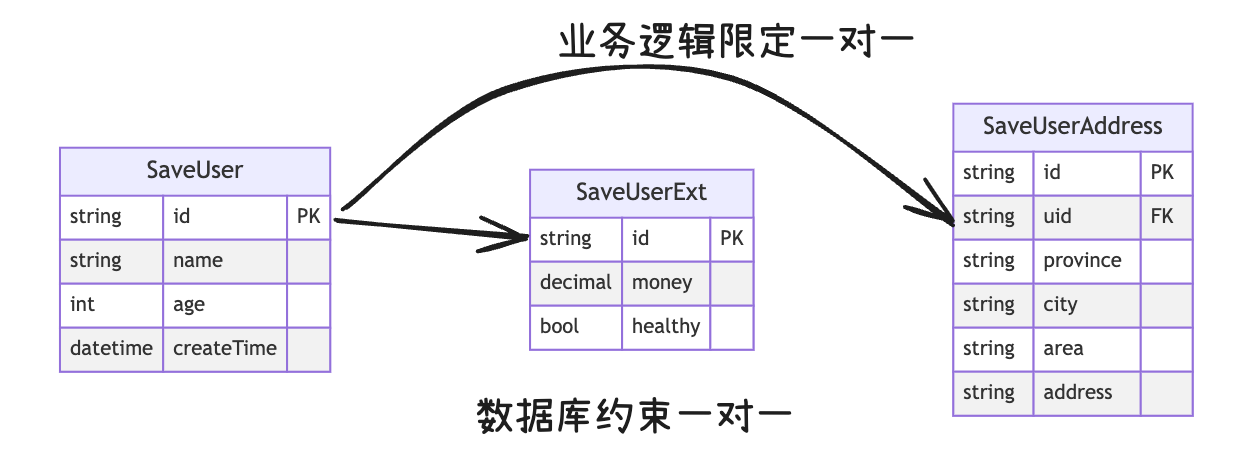 业务逻辑限定一对一
SaveUser
string id PK
string name
int age
datetime createTime
SaveUserExt
string id PK
decimal money
bool healthy
SaveUserAddress
string id PK
string uid FK
string province
string city
string area
string address
数据库约束一对一